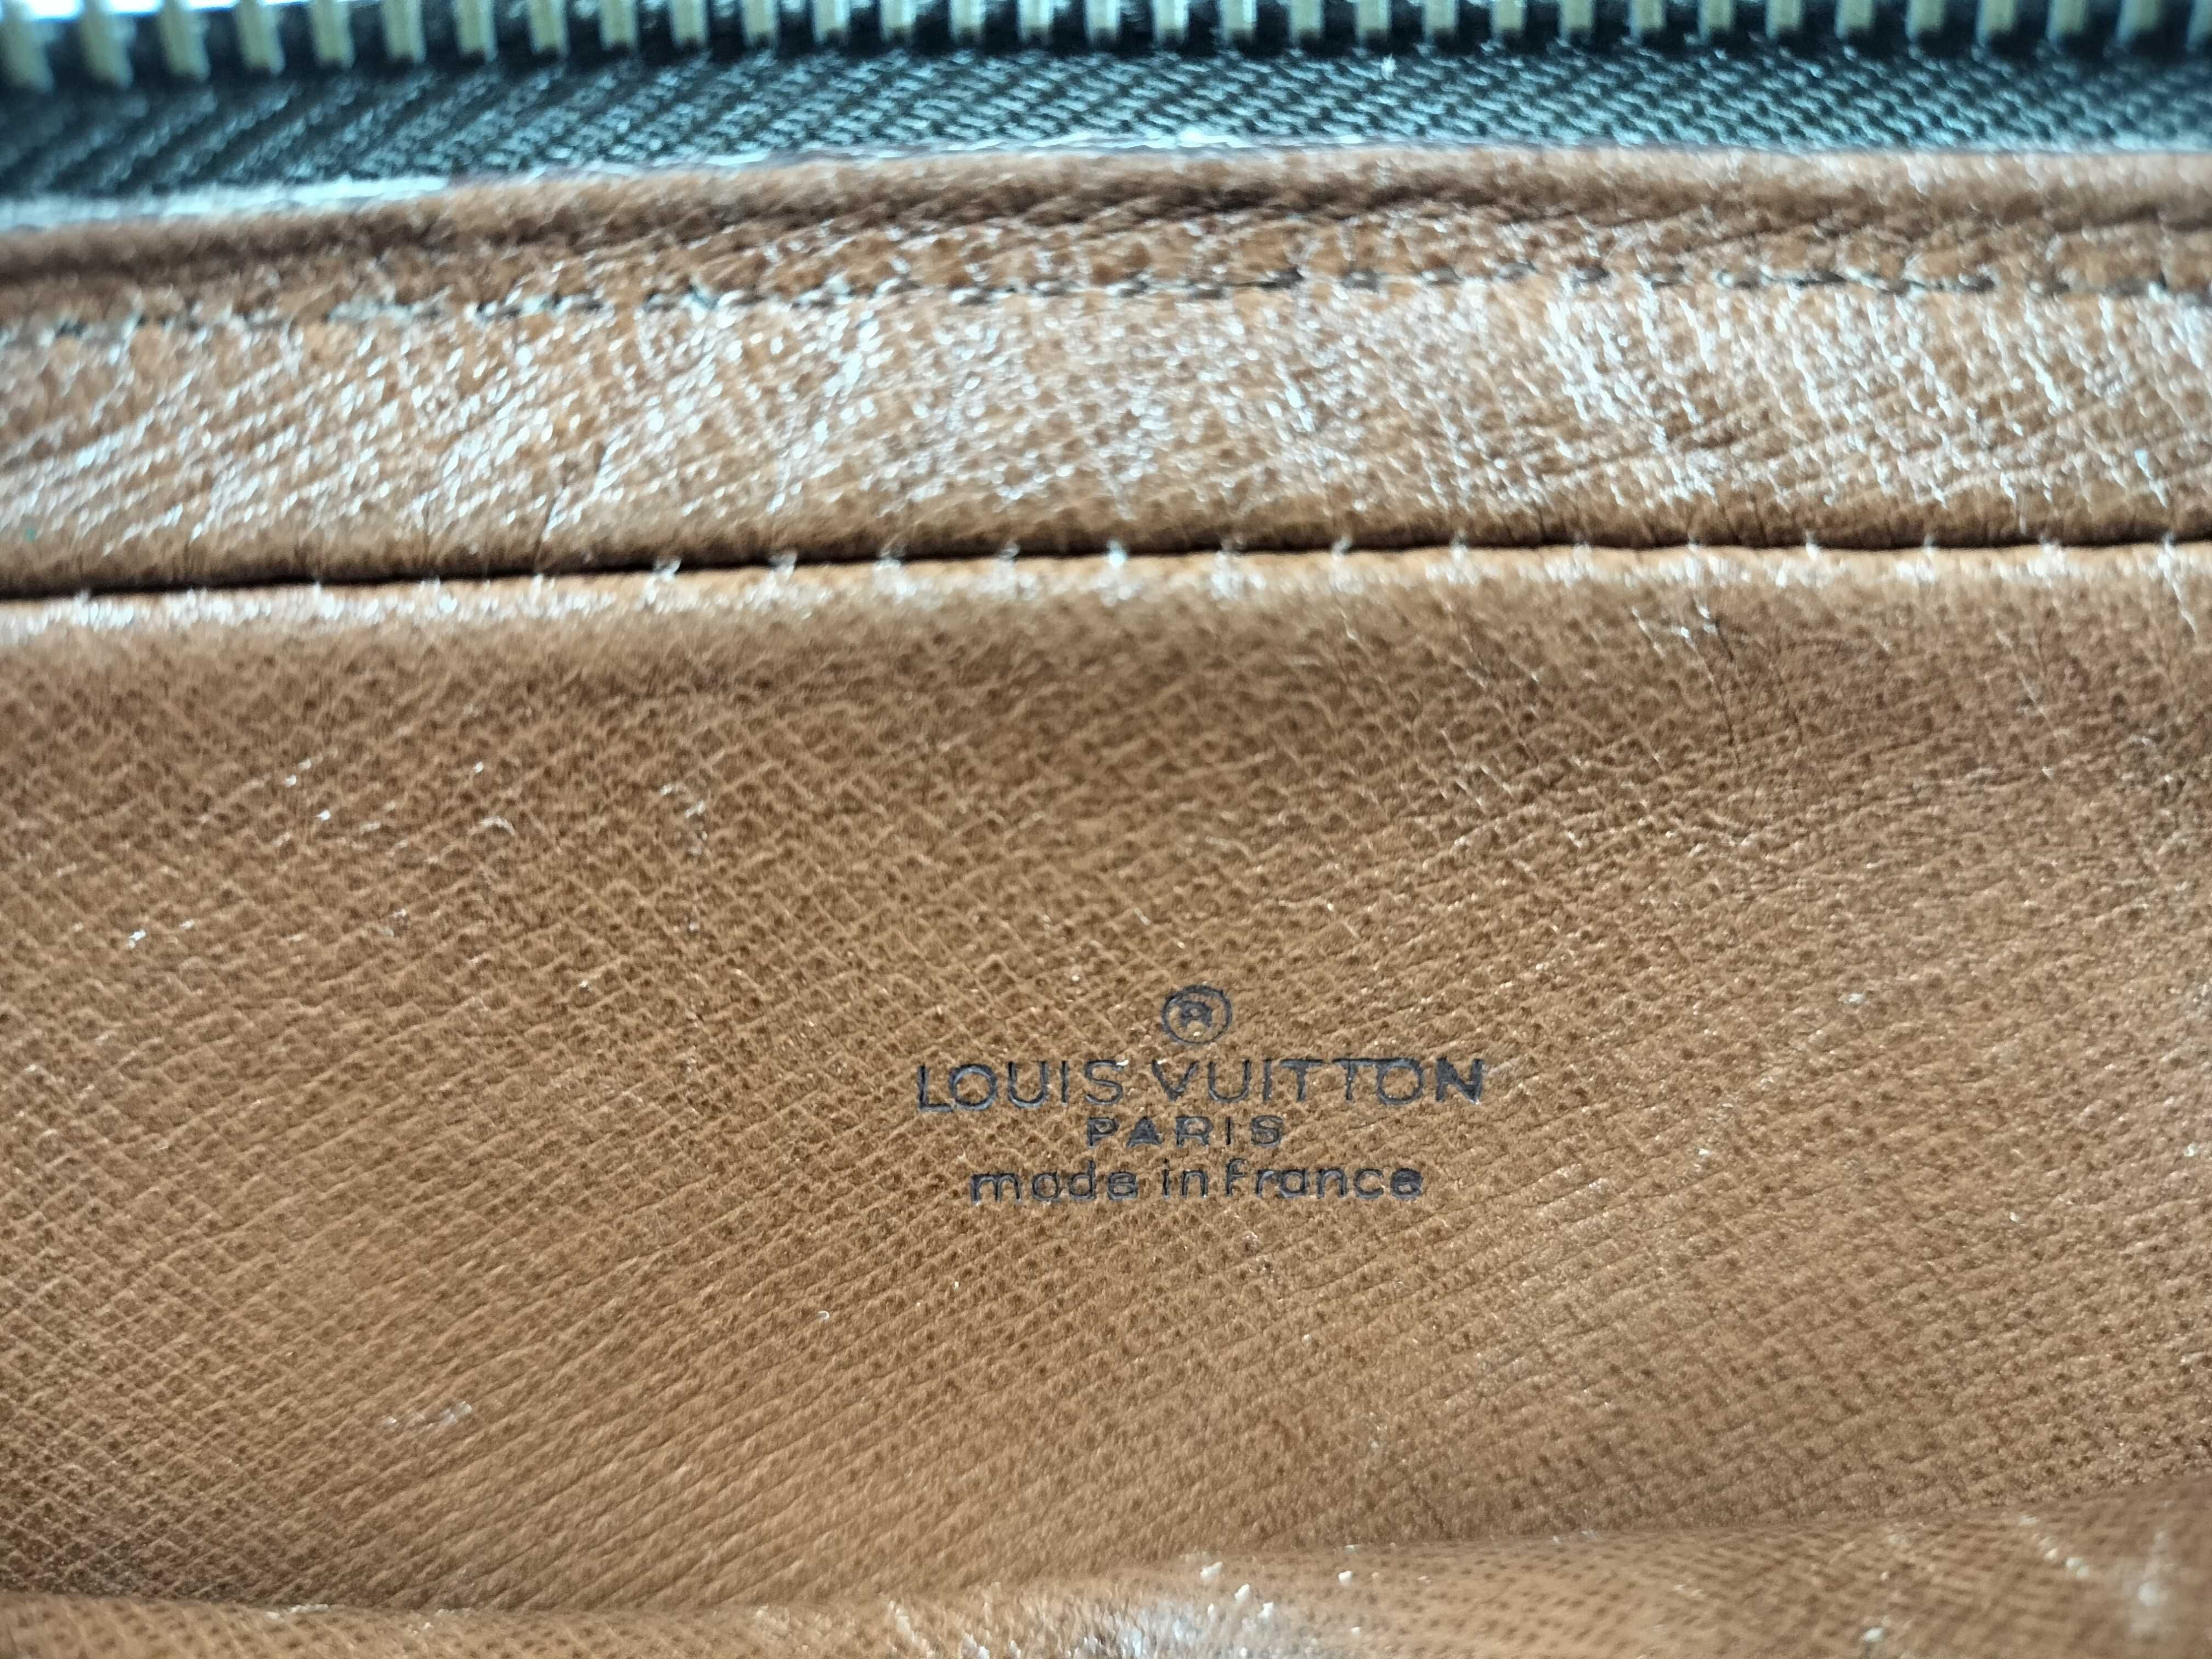 ®
LOUIS VUITTON
PARIS
made in France